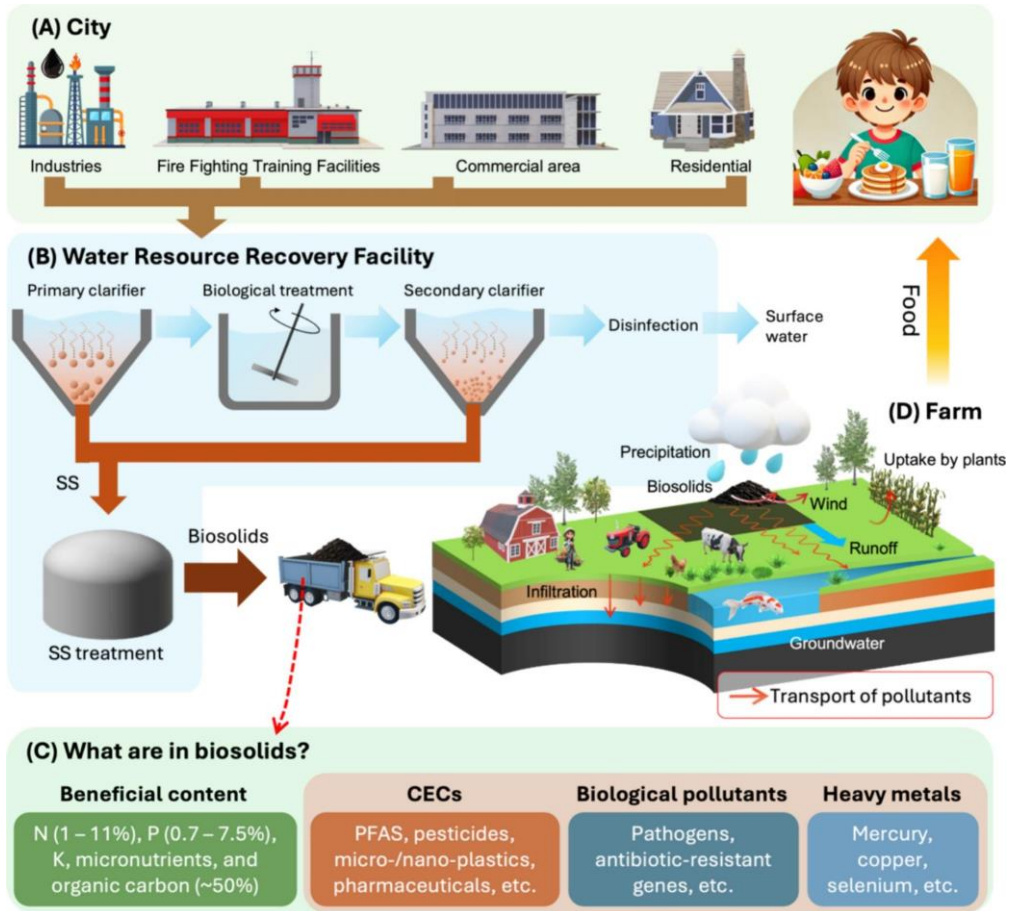 (A) City
Industries
Fire Fighting Training Facilities
Commercial area
Residential
(B) Water Resource Recovery Facility
Primary clarifier
Biological treatment
Secondary clarifier
Disinfection
Surface
water
Food
(D) Farm
Precipitation
Biosolids
Wind
Uptake by plants
Runoff
Infiltration
Groundwater
Transport of pollutants
SS
Biosolids
SS treatment
(C) What are in biosolids?
Beneficial content
N (1 – 11%), P (0.7 – 7.5%),
K, micronutrients, and
organic carbon (~50%)
CECs
PFAS, pesticides,
micro-/nano-plastics,
pharmaceuticals, etc.
Biological pollutants
Pathogens,
antibiotic-resistant
genes, etc.
Heavy metals
Mercury,
copper,
selenium, etc.